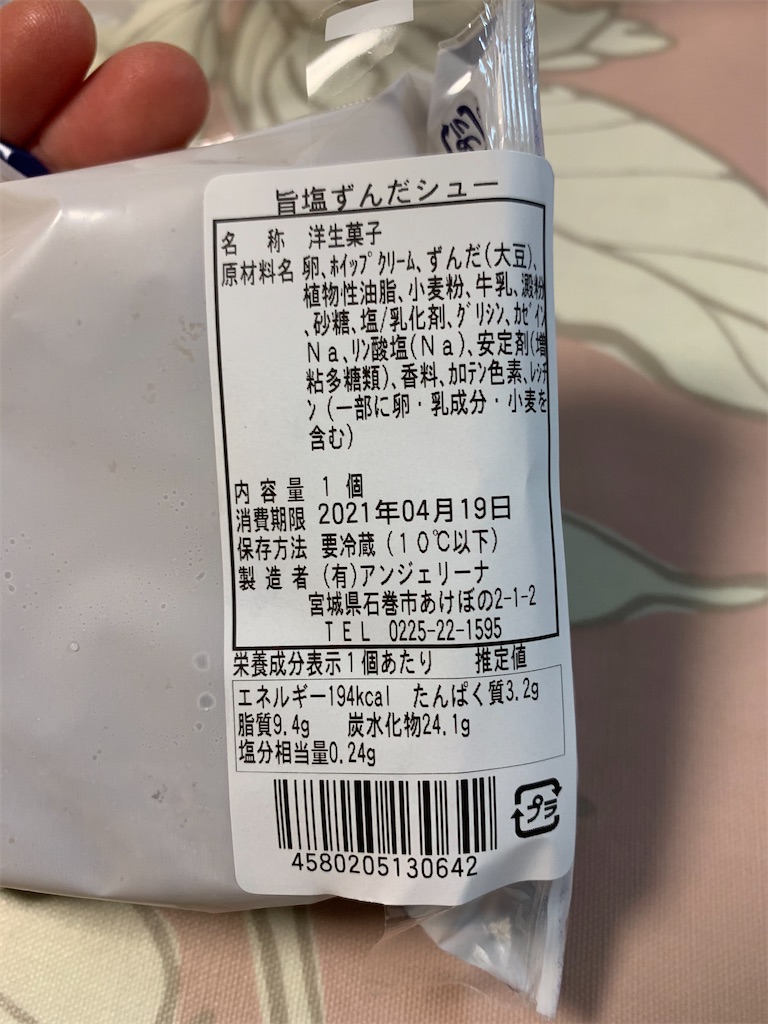 旨塩ずんだシュー
名称 洋生菓子
原材料名 卵、ﾎｲｯﾌﾟｸﾘｰﾑ、ずんだ(大豆)、
植物性油脂、小麦粉、牛乳、澱粉
、砂糖、塩/乳化剤、ｸﾞﾘｼﾝ、ｶｾﾞｲﾝ
Ｎａ、ﾘﾝ酸塩(Ｎａ)、安定剤(増
粘多糖類)、香料、ｶﾛﾃﾝ色素、ﾚｼﾁ
ﾝ (一部に卵・乳成分・小麦を
含む)
内容量 1 個
消費期限 2021年04月19日
保存方法 要冷蔵(１０℃以下)
製造者 (有)アンジェリーナ
宮城県石巻市あけぼの2-1-2
ＴＥＬ 0225-22-1595
栄養成分表示１個あたり 推定値
エネルギー194kcal たんぱく質3.2g
脂質9.4g 炭水化物24.1g
塩分相当量0.24g
プラ
4580205130642